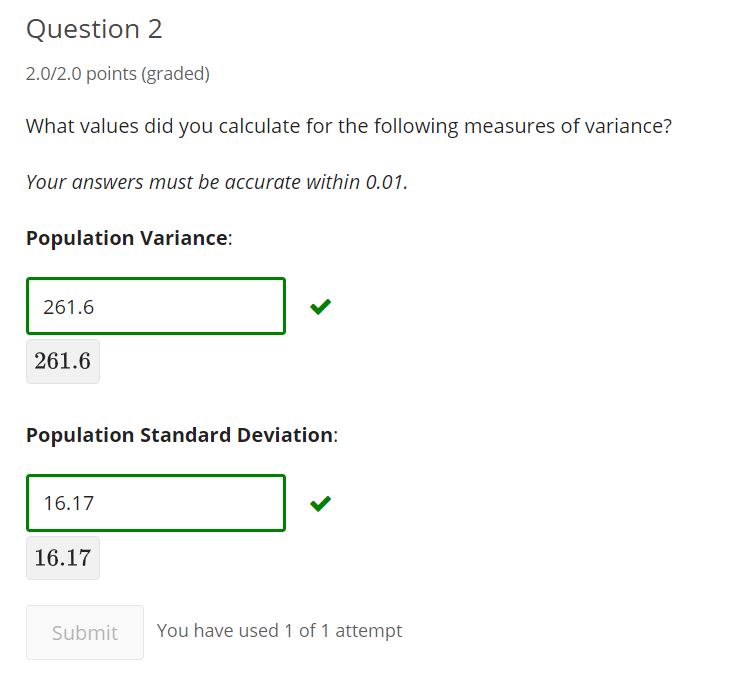 Question 2
2.0/2.0 points (graded)
What values did you calculate for the following measures of variance?
Your answers must be accurate within 0.01.
Population Variance:
261.6
261.6
Population Standard Deviation:
16.17
16.17
Submit You have used 1 of 1 attempt